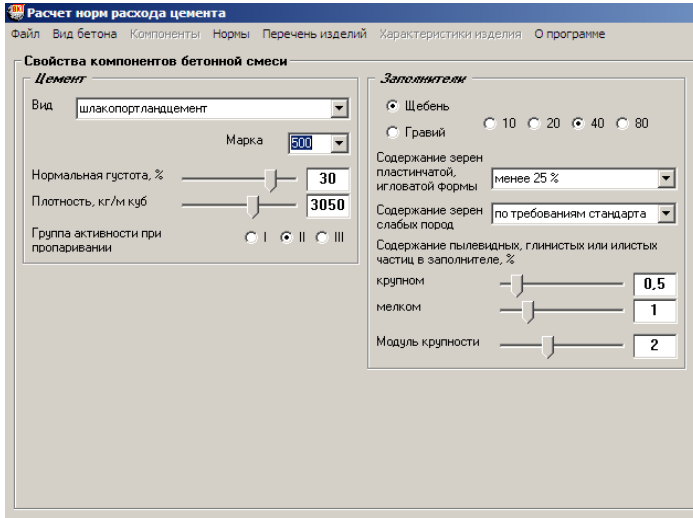 Расчет норм расхода цемента
Файл Вид бетона Компоненты Нормы Перечень изделий Характеристики изделия О программе
Свойства компонентов бетонной смеси
Цемент
Вид шлакопортландцемент
Марка 500
Нормальная густота, % 30
Плотность, кг/м куб 3050
Группа активности при
пропаривании
I II III
Заполнители
Щебень
Гравий
10 20 40 80
Содержание зерен
пластинчатой,
игловатой формы
менее 25 %
Содержание зерен
слабых пород
по требованиям стандарта
Содержание пылевидных, глинистых или илистых
частиц в заполнителе, %
крупном 0,5
мелком 1
Модуль крупности 2